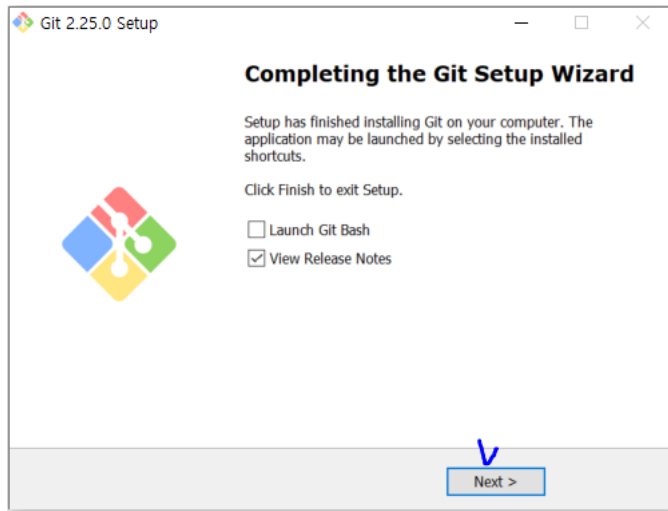 Git 2.25.0 Setup
Completing the Git Setup Wizard
Setup has finished installing Git on your computer. The
application may be launched by selecting the installed
shortcuts.
Click Finish to exit Setup.
Launch Git Bash
View Release Notes
Next >